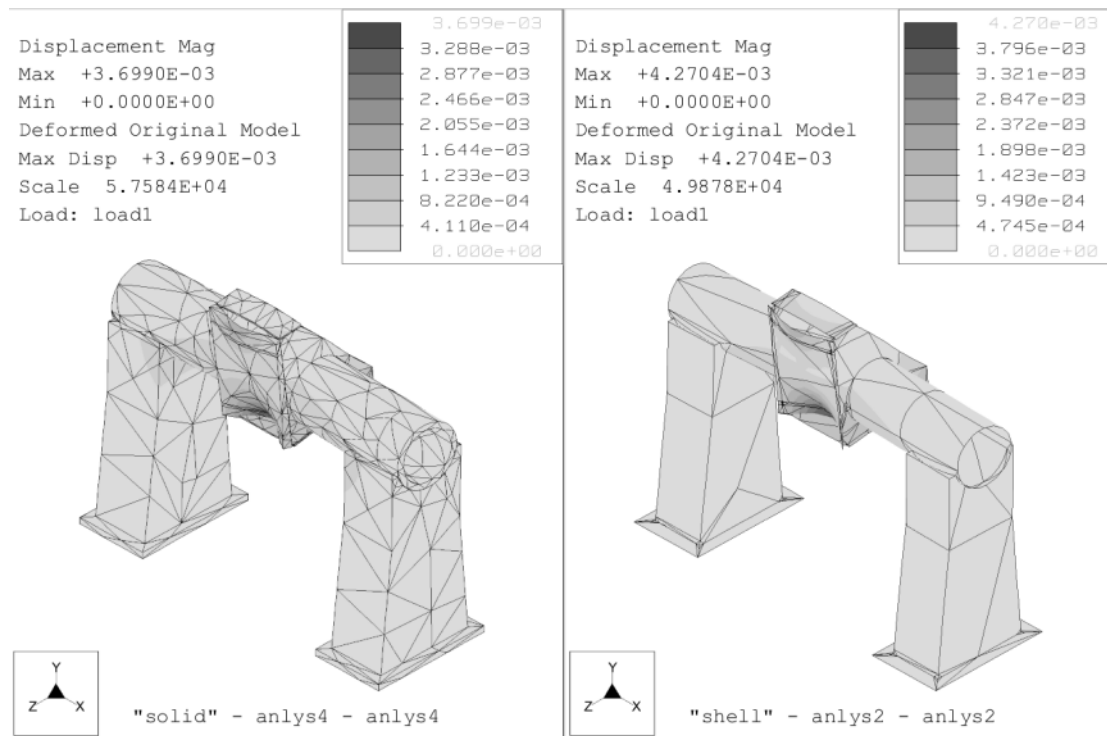 Displacement Mag
Max +3.6990E-03
Min +0.0000E+00
Deformed Original Model
Max Disp +3.6990E-03
Scale 5.7584E+04
Load: load1
3.699e-03
3.288e-03
2.877e-03
2.466e-03
2.055e-03
1.644e-03
1.233e-03
8.220e-04
4.110e-04
0.000e+00
Y
Z X
"solid" - anlys4 - anlys4
Displacement Mag
Max +4.2704E-03
Min +0.0000E+00
Deformed Original Model
Max Disp +4.2704E-03
Scale 4.9878E+04
Load: load1
4.270e-03
3.796e-03
3.321e-03
2.847e-03
2.372e-03
1.898e-03
1.423e-03
9.490e-04
4.745e-04
0.000e+00
Y
Z X
"shell" - anlys2 - anlys2